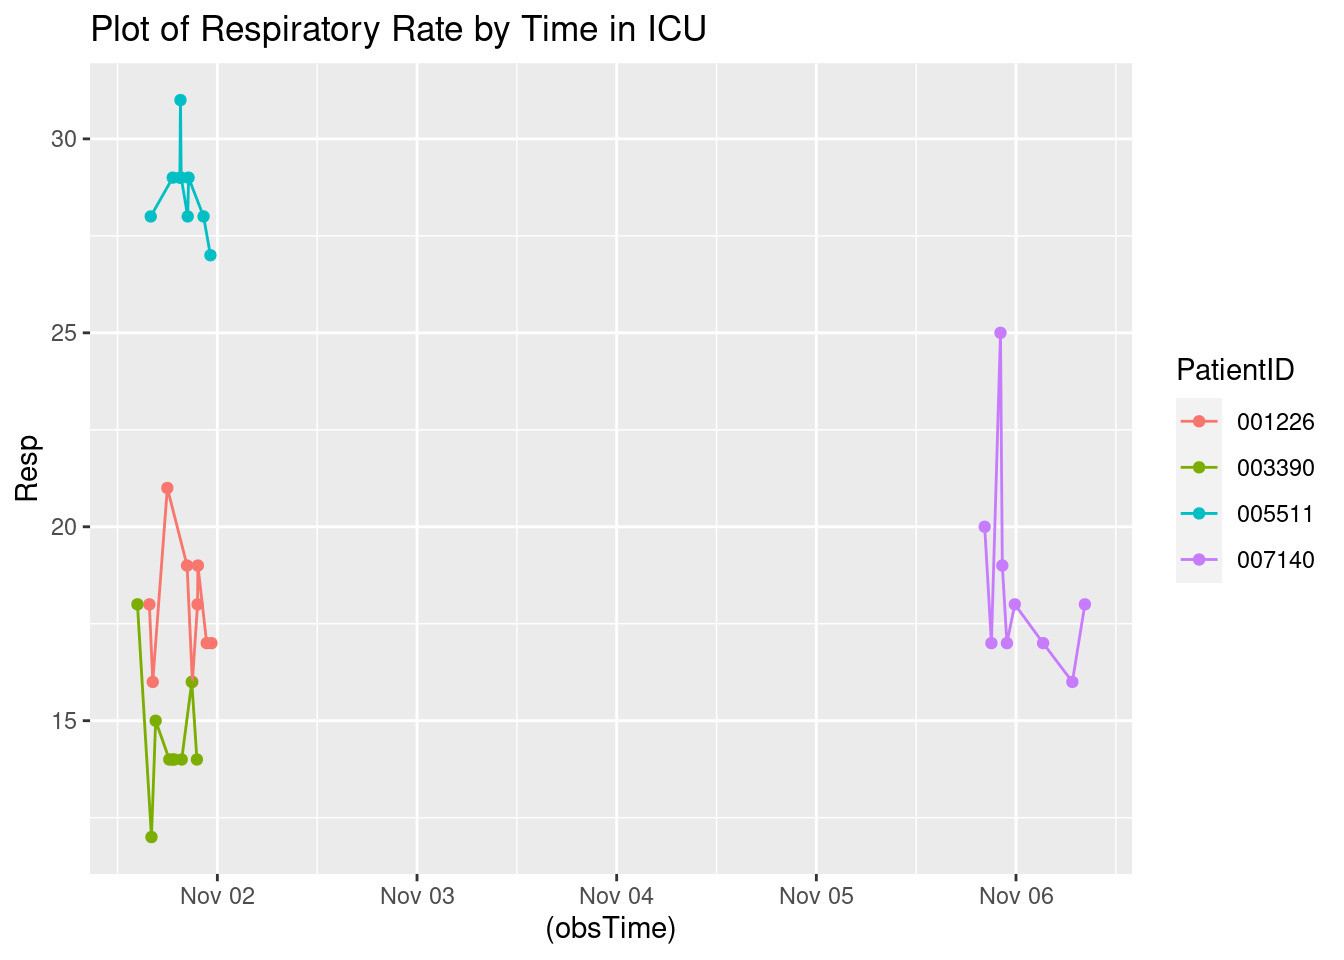 Plot of Respiratory Rate by Time in ICU
30
25
20
15
Resp
Nov 02
Nov 03
Nov 04
Nov 05
Nov 06
(obsTime)
PatientID
001226
003390
005511
007140